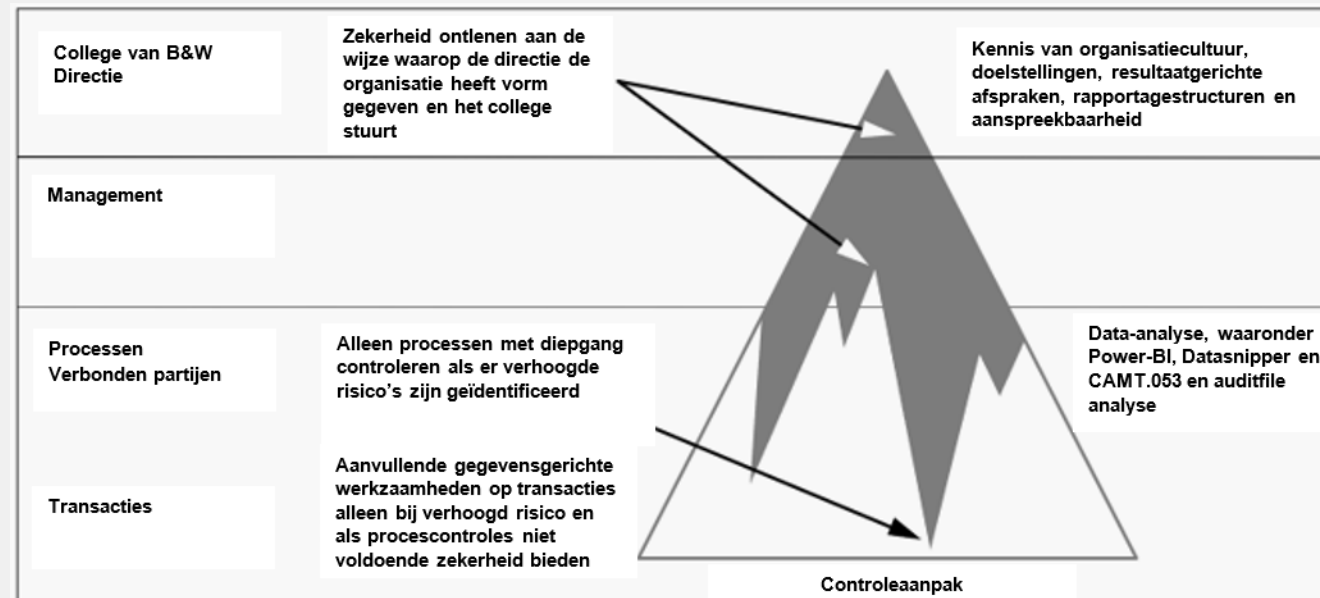 College van B&W
Directie
Zekerheid ontlenen aan de
wijze waarop de directie de
organisatie heeft vorm
gegeven en het college
stuurt
Kennis van organisatiecultuur,
doelstellingen, resultaatgerichte
afspraken, rapportagestructuren en
aanspreekbaarheid
Management
Processen
Verbonden partijen
Alleen processen met diepgang
controleren als er verhoogde
risico's zijn geïdentificeerd
Data-analyse, waaronder
Power-BI, Datasnipper en
CAMT.053 en auditfile
analyse
Transacties
Aanvullende gegevensgerichte
werkzaamheden op transacties
alleen bij verhoogd risico en
als procescontroles niet
voldoende zekerheid bieden
Controleaanpak